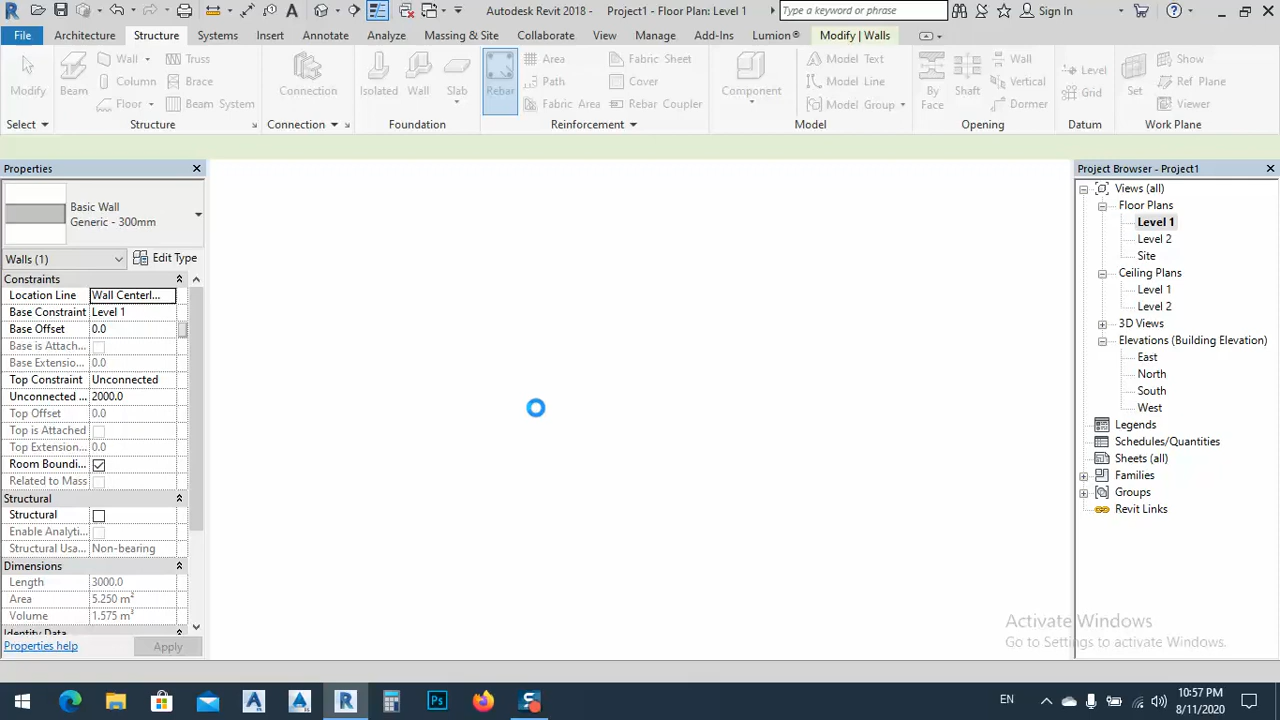 Autodesk Revit 2018 - Project1 - Floor Plan: Level 1
Type a keyword or phrase
Sign In
File Architecture Structure Systems Insert Annotate Analyze Massing & Site Collaborate View Manage Add-Ins Lumion® Modify | Walls
Modify
Select
Beam
Wall
Column
Floor
Truss
Brace
Beam System
Structure
Connection
Connection
Isolated
Wall
Slab
Foundation
Rebar
Area
Path
Fabric Area
Fabric Sheet
Cover
Rebar Coupler
Reinforcement
Component
Model Text
Model Line
Model Group
Model
By Face
Shaft
Wall
Vertical
Dormer
Opening
Level
Grid
Datum
Set
Show
Ref Plane
Viewer
Work Plane
Properties
Basic Wall
Generic - 300mm
Walls (1)
Edit Type
Constraints
Location Line Wall Centerl...
Base Constraint Level 1
Base Offset 0.0
Base is Attach...
Base Extensio... 0.0
Top Constraint Unconnected
Unconnected ... 2000.0
Top Offset 0.0
Top is Attached
Top Extension... 0.0
Room Boundi...
Related to Mass
Structural
Structural
Enable Analyti...
Structural Usa... Non-bearing
Dimensions
Length 3000.0
Area 5.250 m²
Volume 1.575 m³
Identity Data
Properties help
Apply
Project Browser - Project1
Views (all)
Floor Plans
Level 1
Level 2
Site
Ceiling Plans
Level 1
Level 2
3D Views
Elevations (Building Elevation)
East
North
South
West
Legends
Schedules/Quantities
Sheets (all)
Families
Groups
Revit Links
Activate Windows
Go to Settings to activate Windows.
EN
10:57 PM
8/11/2020